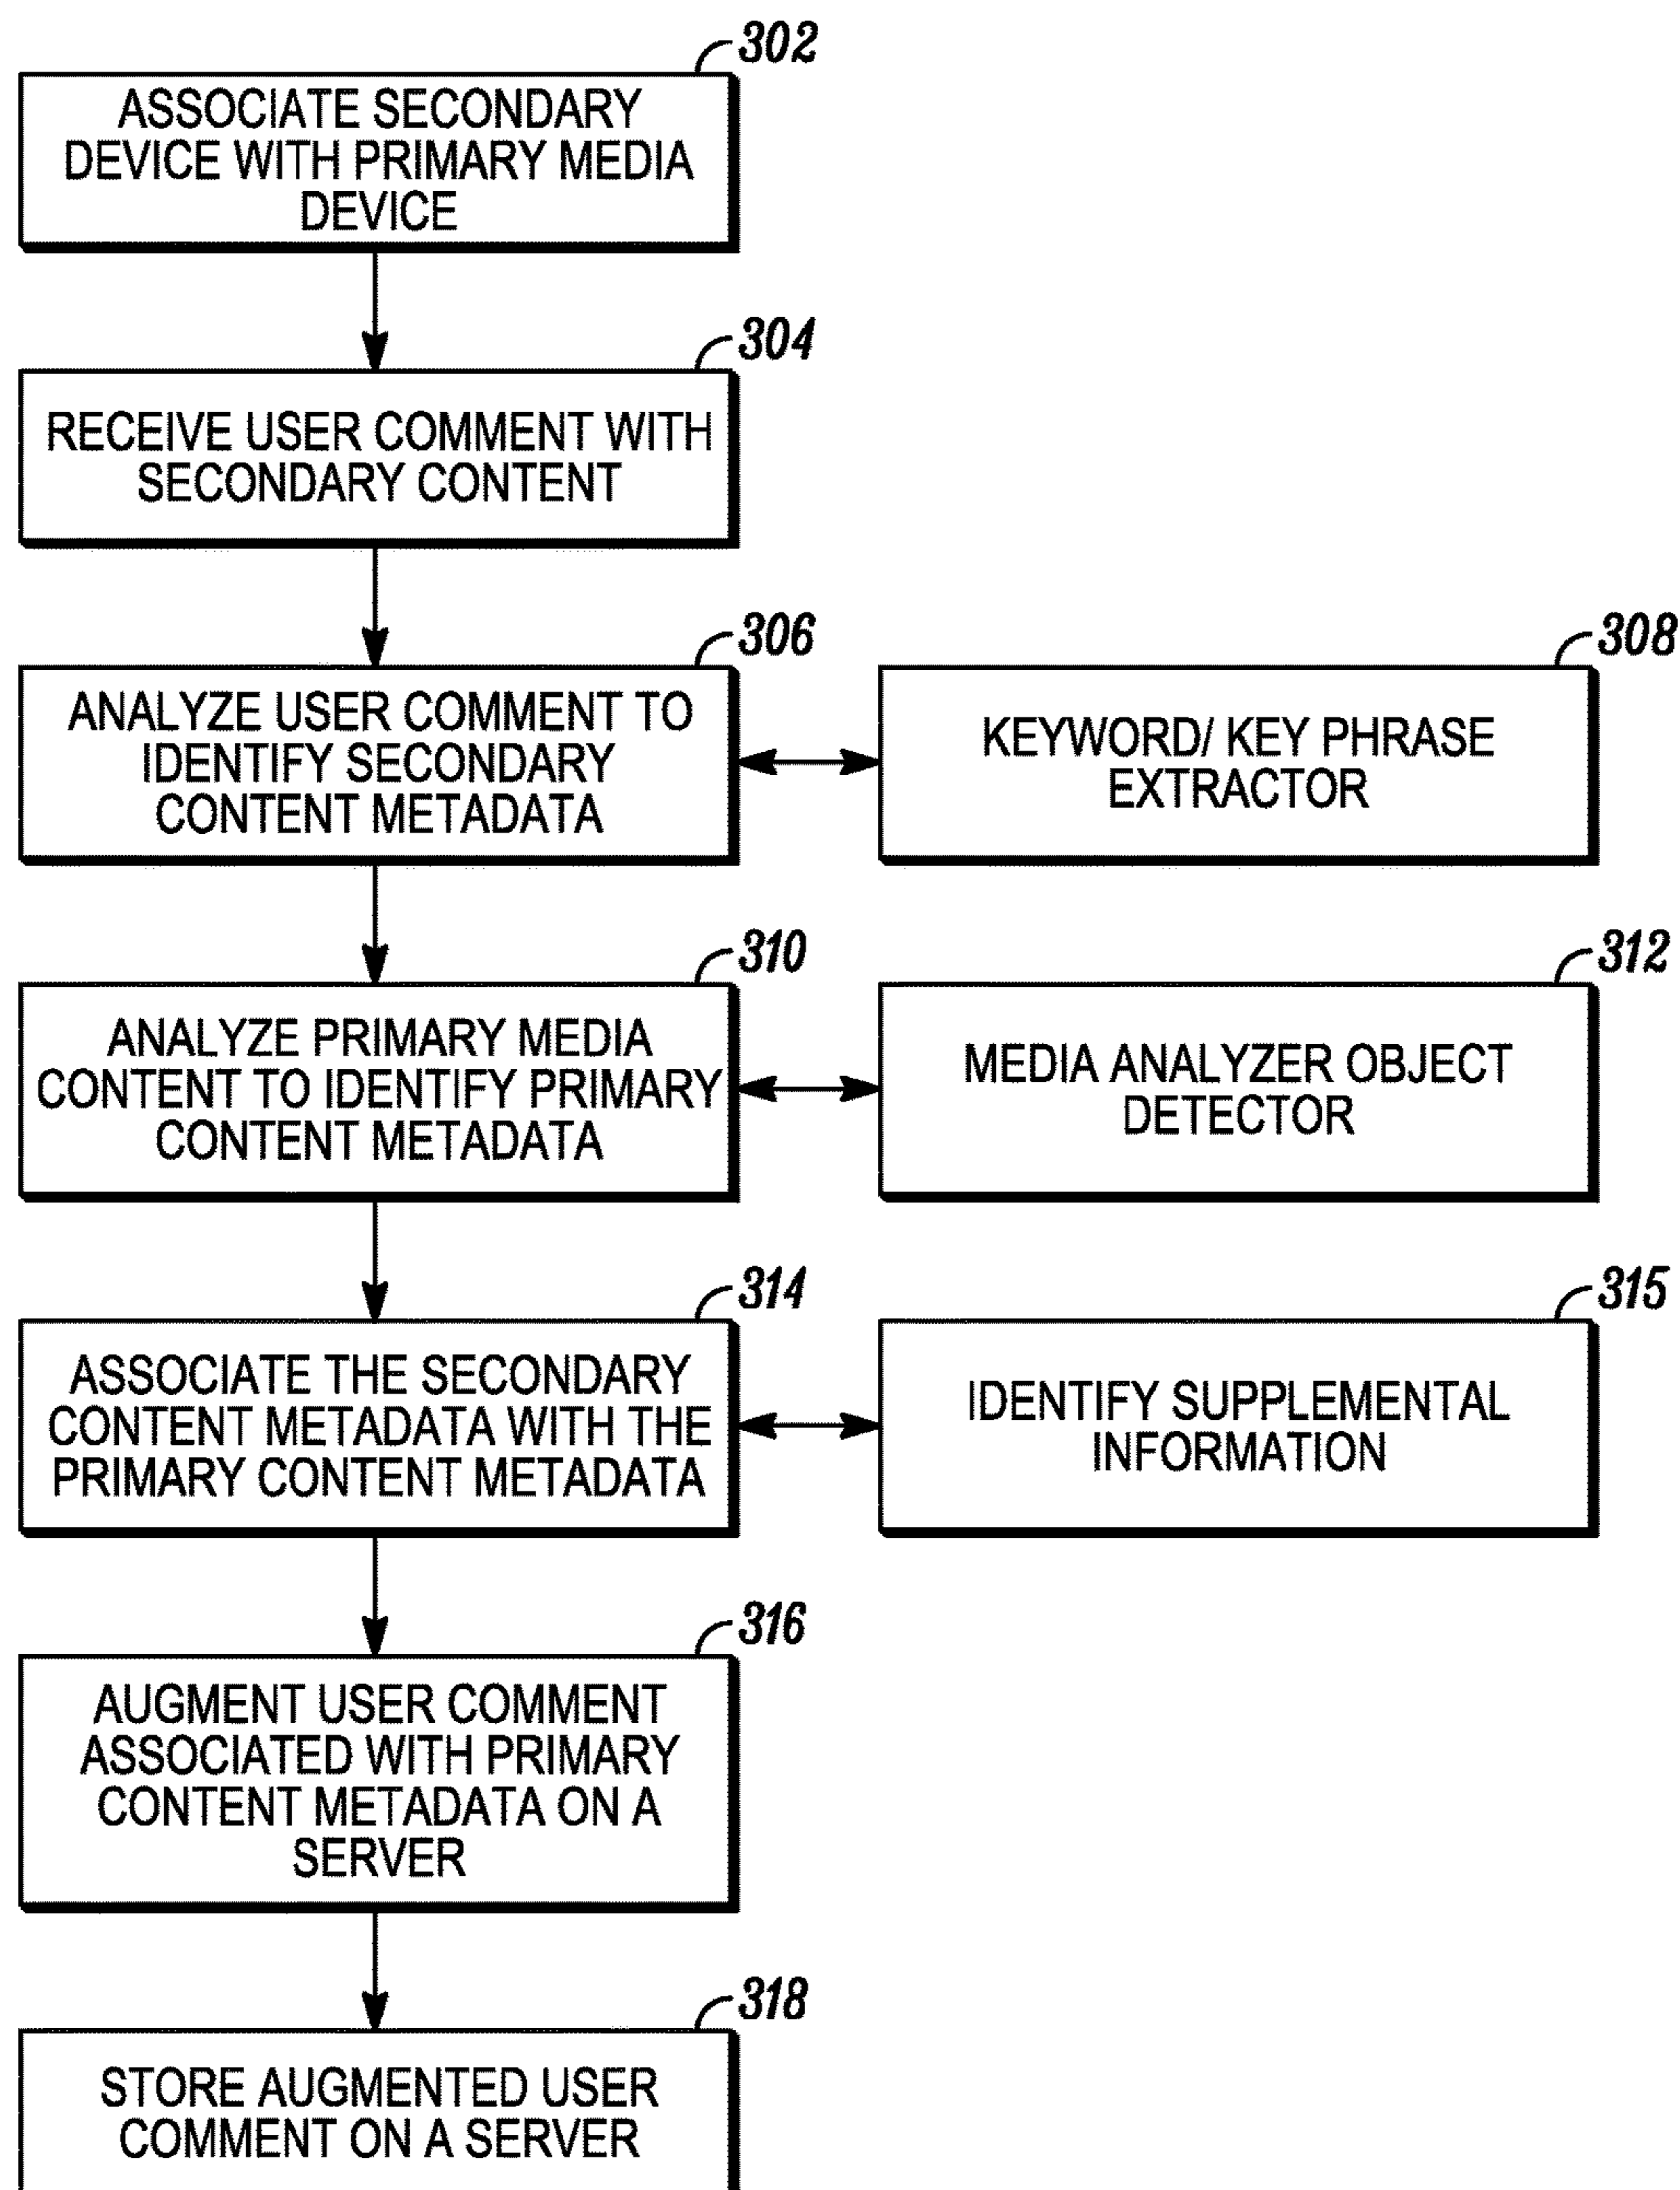 302
ASSOCIATE SECONDARY
DEVICE WITH PRIMARY MEDIA
DEVICE
304
RECEIVE USER COMMENT WITH
SECONDARY CONTENT
306
ANALYZE USER COMMENT TO
IDENTIFY SECONDARY
CONTENT METADATA
308
KEYWORD/ KEY PHRASE
EXTRACTOR
310
ANALYZE PRIMARY MEDIA
CONTENT TO IDENTIFY PRIMARY
CONTENT METADATA
312
MEDIA ANALYZER OBJECT
DETECTOR
314
ASSOCIATE THE SECONDARY
CONTENT METADATA WITH THE
PRIMARY CONTENT METADATA
315
IDENTIFY SUPPLEMENTAL
INFORMATION
316
AUGMENT USER COMMENT
ASSOCIATED WITH PRIMARY
CONTENT METADATA ON A
SERVER
318
STORE AUGMENTED USER
COMMENT ON A SERVER